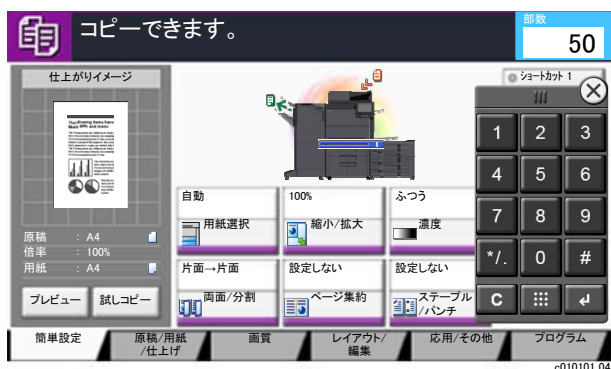 コピーできます。
部数
50
仕上がりイメージ
ショートカット 1
原稿 : A4
倍率 : 100%
用紙 : A4
プレビュー
試しコピー
自動
用紙選択
100%
縮小/拡大
ふつう
濃度
片面→片面
両面/分割
設定しない
ページ集約
設定しない
ステープル
/パンチ
1 2 3
4 5 6
7 8 9
*/. 0 #
C
簡単設定
原稿/用紙
/仕上げ
画質
レイアウト/
編集
応用/その他
プログラム
c010101_04